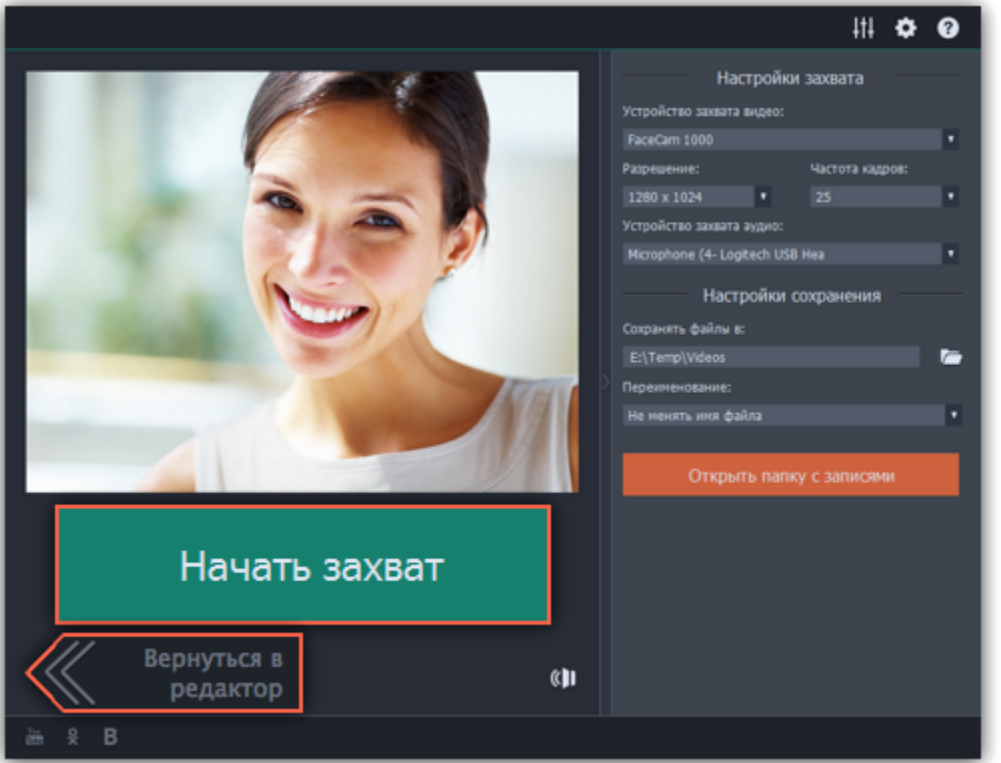 Настройки захвата
Устройство захвата видео:
FaceCam 1000
Разрешение:
Частота кадров:
1280 x 1024
25
Устройство захвата аудио:
Microphone (4- Logitech USB Hea
Настройки сохранения
Сохранять файлы в:
E:\Temp\Videos
Переименование:
Не менять имя файла
Открыть папку с записями
Начать захват
Вернуться в
редактор
You
B